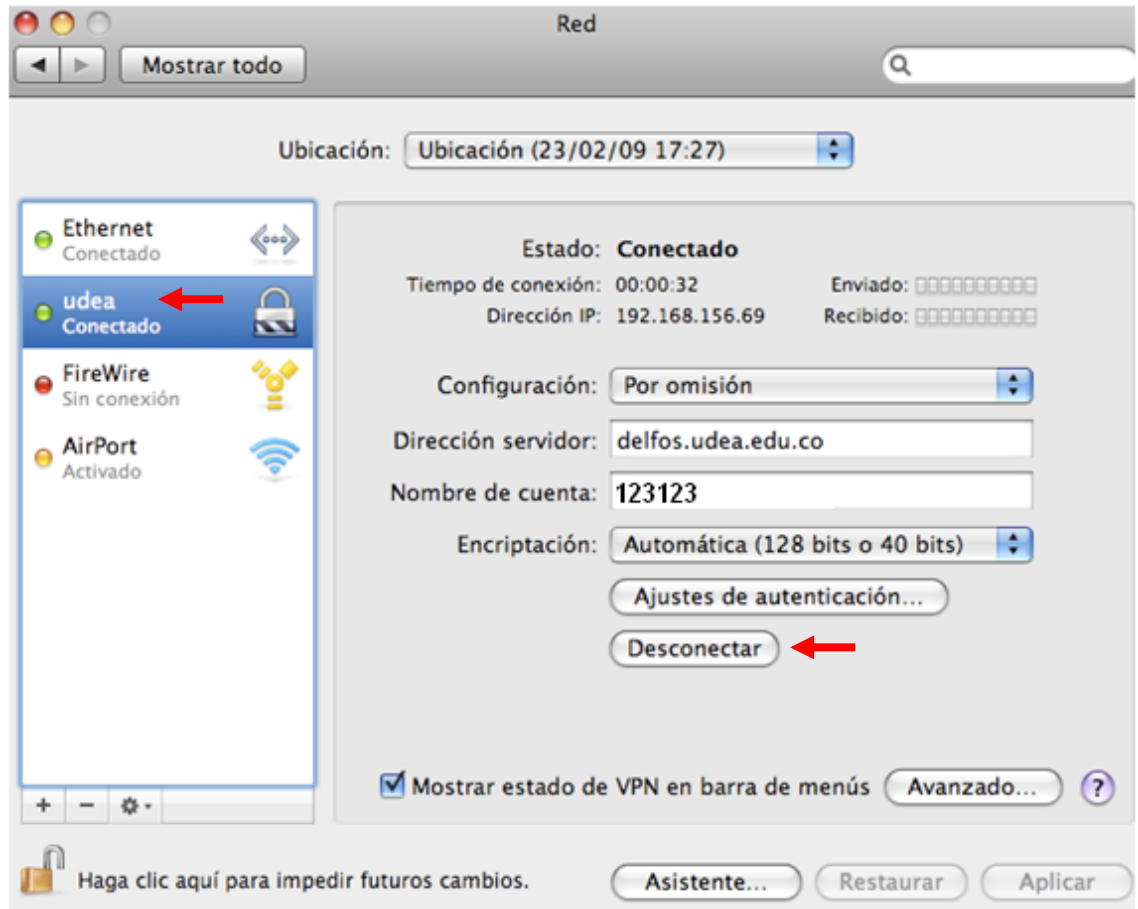 Red
Mostrar todo
Ubicación: Ubicación (23/02/09 17:27)
Ethernet
Conectado
udea
Conectado
FireWire
Sin conexión
AirPort
Activado
Estado: Conectado
Tiempo de conexión: 00:00:32 Enviado:
Dirección IP: 192.168.156.69 Recibido:
Configuración: Por omisión
Dirección servidor: delfos.udea.edu.co
Nombre de cuenta: 123123
Encriptación: Automática (128 bits o 40 bits)
Ajustes de autenticación...
Desconectar
Mostrar estado de VPN en barra de menús Avanzado... ?
Haga clic aquí para impedir futuros cambios. Asistente... Restaurar Aplicar